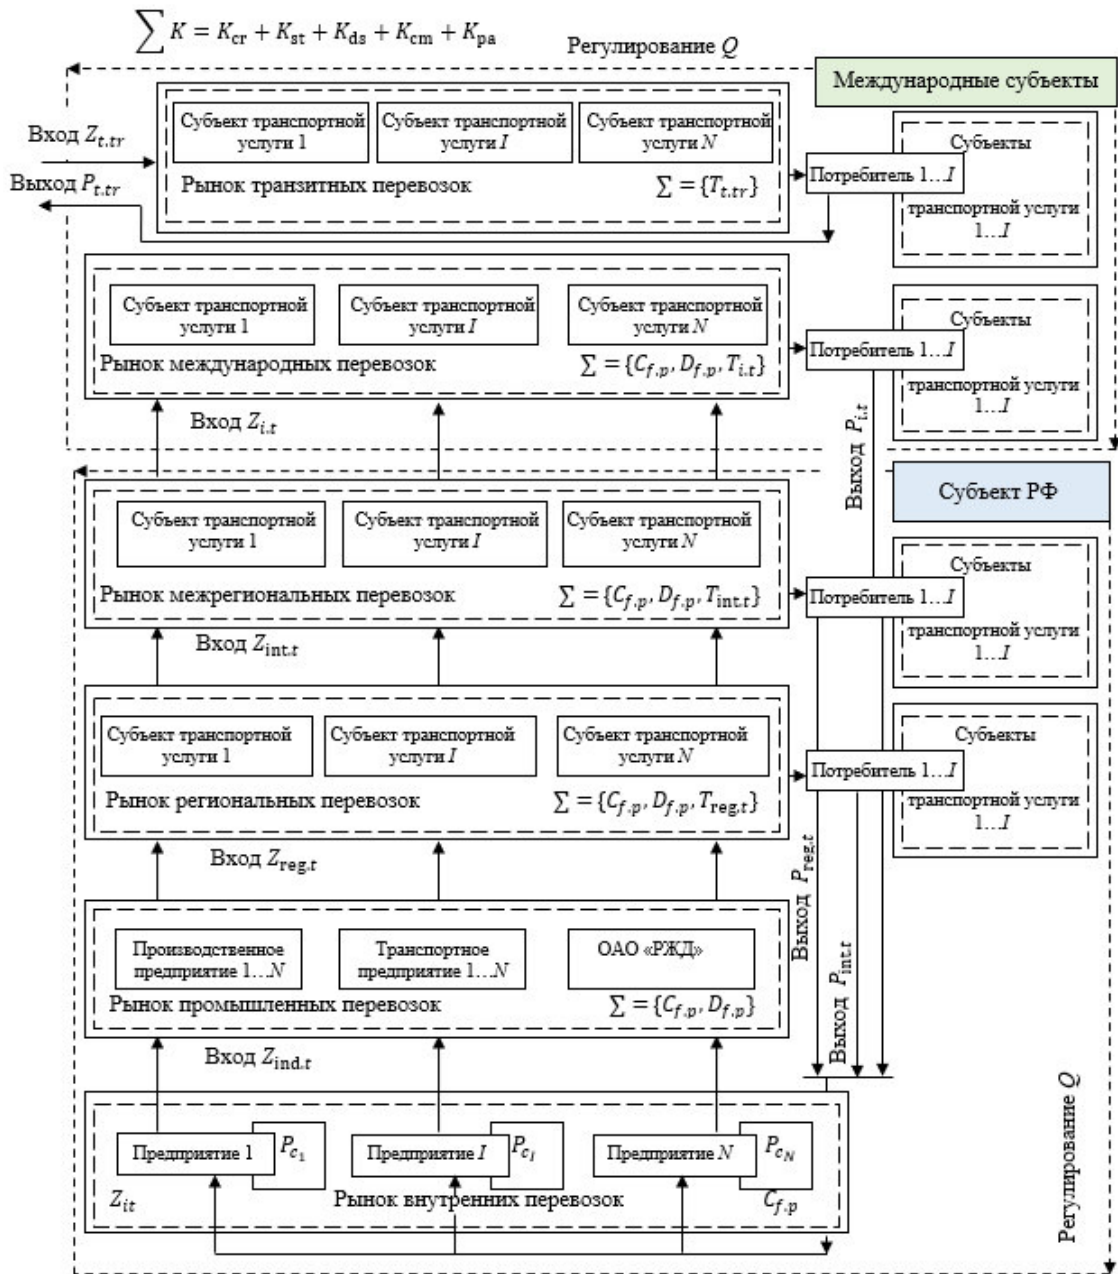 ∑ K = K_cr + K_st + K_ds + K_cm + K_pa
Регулирование Q
Международные субъекты
Вход Z_t.tr
Выход P_t.tr
Субъект транспортной
услуги 1
Субъект транспортной
услуги I
Субъект транспортной
услуги N
Рынок транзитных перевозок
∑ = {T_t.tr}
Субъекты
Потребитель 1…I
транспортной услуги
1…I
Субъект транспортной
услуги 1
Субъект транспортной
услуги I
Субъект транспортной
услуги N
Рынок международных перевозок
∑ = {C_f.p, D_f.p, T_i.t}
Субъекты
Потребитель 1…I
транспортной услуги
1…I
Вход Z_i.t
Выход P_i.t
Субъект РФ
Субъект транспортной
услуги 1
Субъект транспортной
услуги I
Субъект транспортной
услуги N
Рынок межрегиональных перевозок
∑ = {C_f.p, D_f.p, T_int.t}
Субъекты
Потребитель 1…I
транспортной услуги
1…I
Вход Z_int.t
Субъект транспортной
услуги 1
Субъект транспортной
услуги I
Субъект транспортной
услуги N
Рынок региональных перевозок
∑ = {C_f.p, D_f.p, T_reg.t}
Субъекты
Потребитель 1…I
транспортной услуги
1…I
Вход Z_reg.t
Выход P_reg.t
Выход P_int.t
Производственное
предприятие 1…N
Транспортное
предприятие 1…N
ОАО «РЖД»
Рынок промышленных перевозок
∑ = {C_f.p, D_f.p}
Вход Z_ind.t
Регулирование Q
Предприятие 1
P_c_1
Предприятие I
P_c_I
Предприятие N
P_c_N
Z_it
Рынок внутренних перевозок
C_f.p